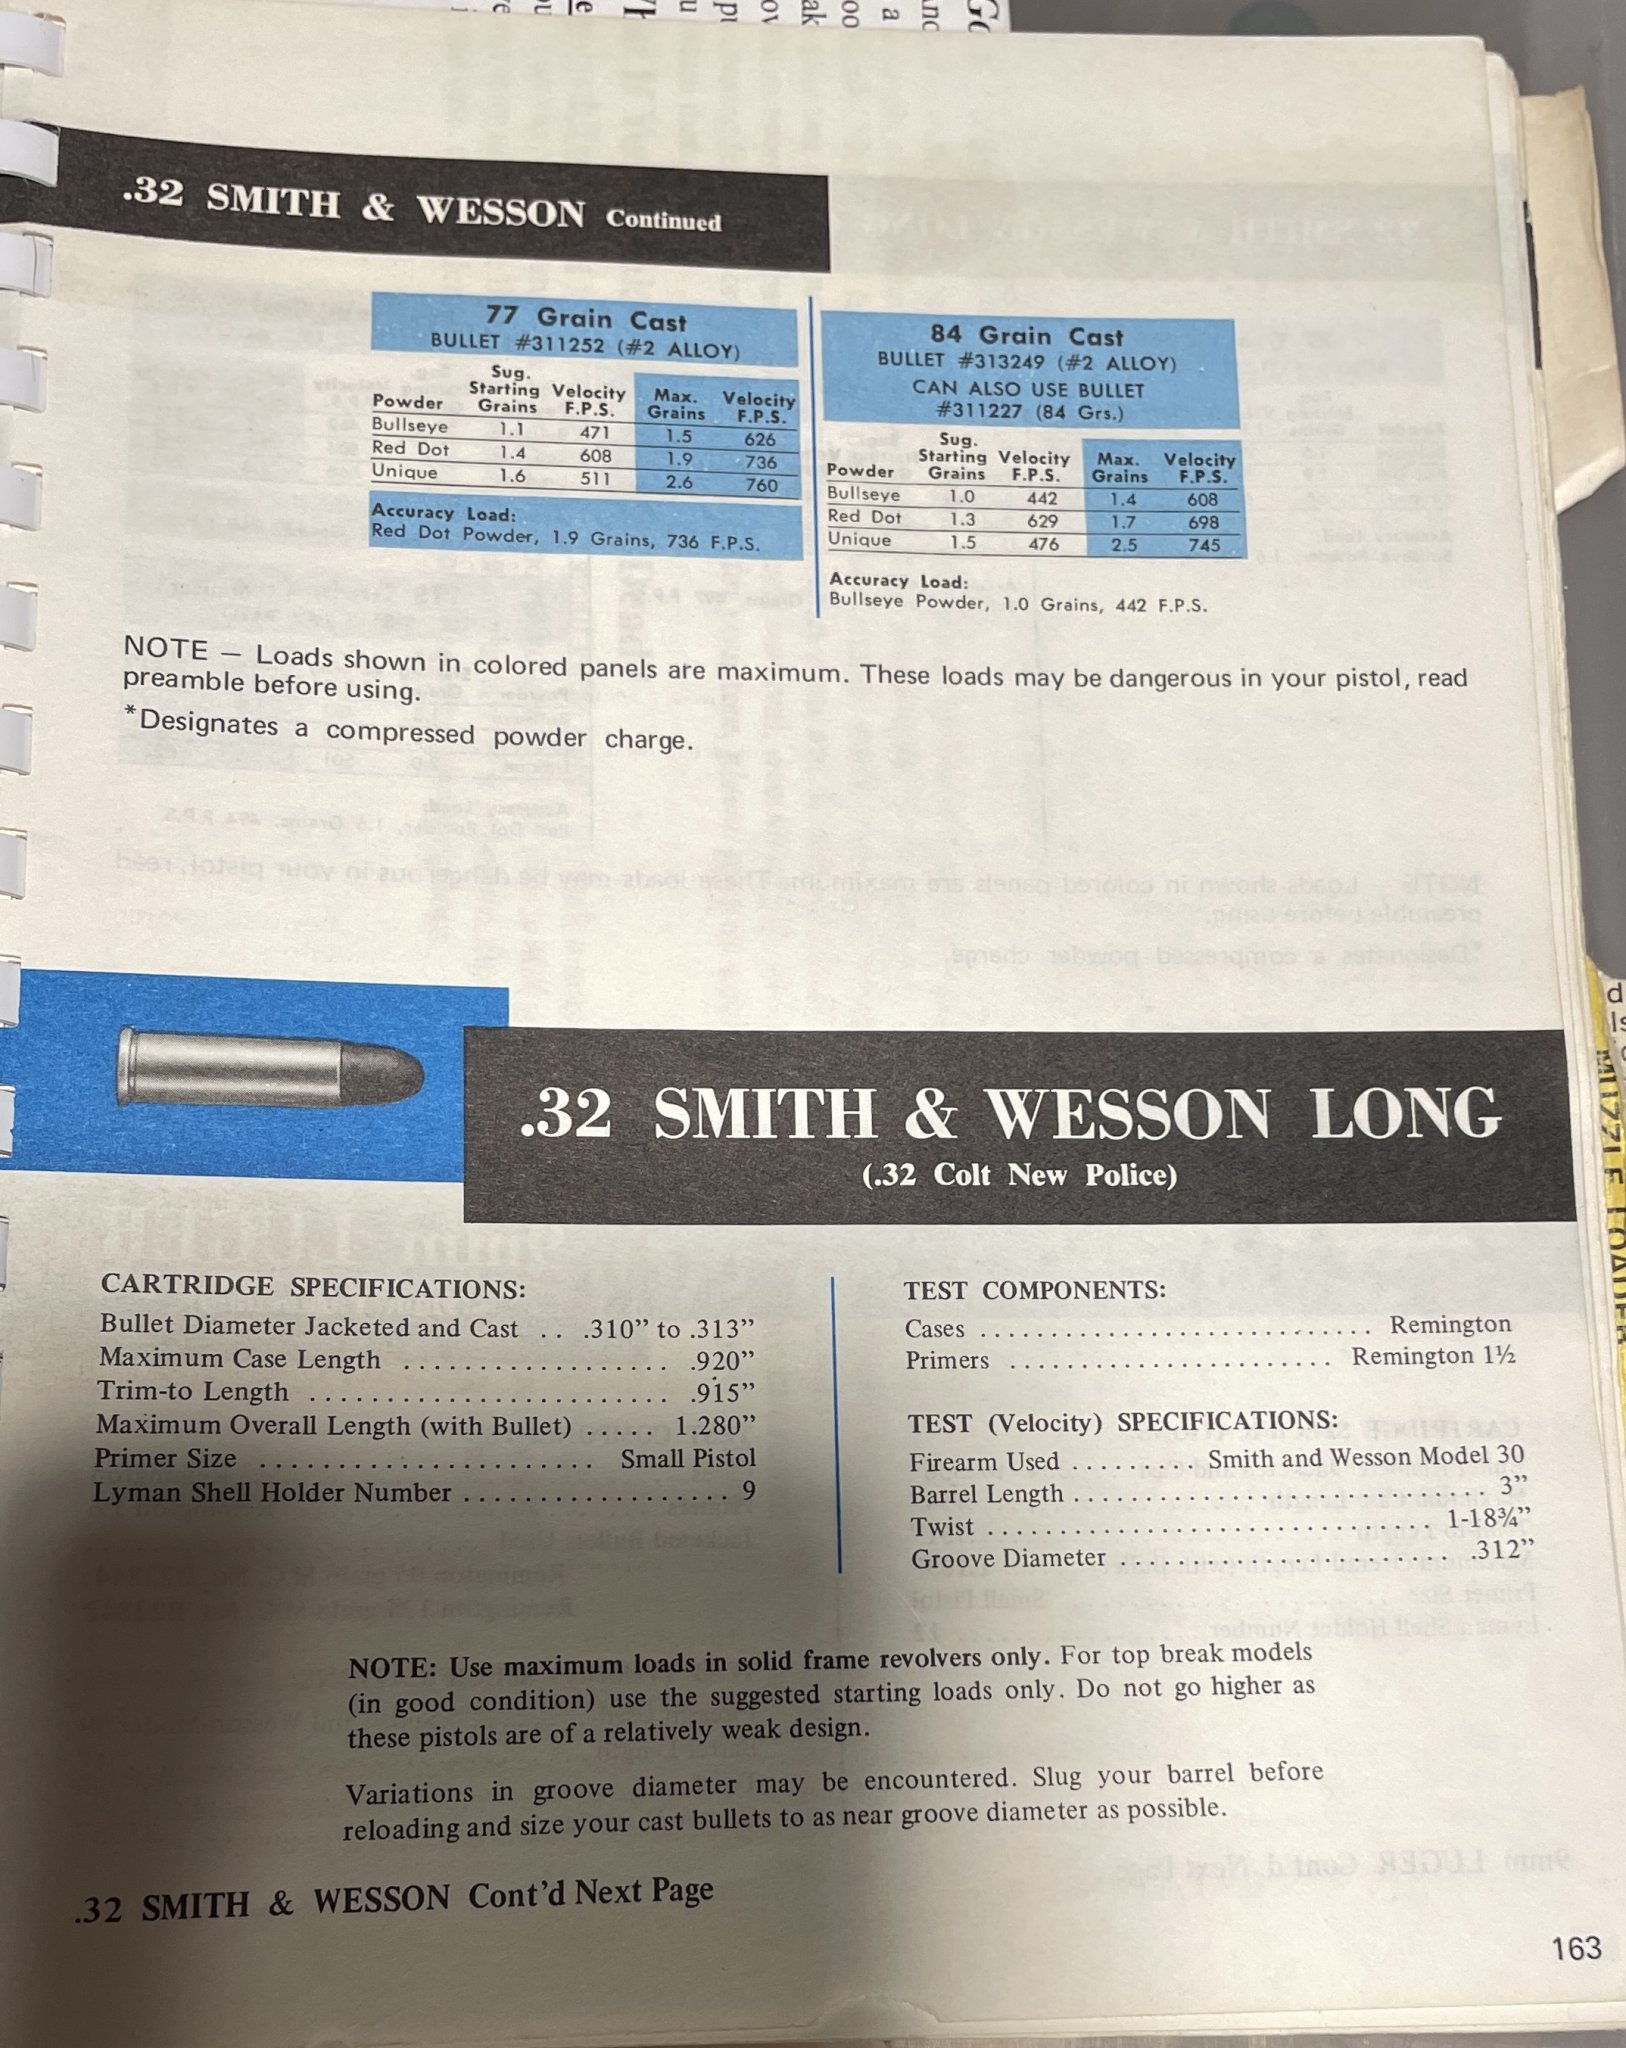 .32 SMITH & WESSON Continued
77 Grain Cast
BULLET #311252 (#2 ALLOY)
Powder Sug. Starting Grains Velocity F.P.S. Max. Grains Velocity F.P.S.
Bullseye 1.1 471 1.5 626
Red Dot 1.4 608 1.9 736
Unique 1.6 511 2.6 760
Accuracy Load:
Red Dot Powder, 1.9 Grains, 736 F.P.S.
84 Grain Cast
BULLET #313249 (#2 ALLOY)
CAN ALSO USE BULLET
#311227 (84 Grs.)
Powder Sug. Starting Grains Velocity F.P.S. Max. Grains Velocity F.P.S.
Bullseye 1.0 442 1.4 608
Red Dot 1.3 629 1.7 698
Unique 1.5 476 2.5 745
Accuracy Load:
Bullseye Powder, 1.0 Grains, 442 F.P.S.
NOTE — Loads shown in colored panels are maximum. These loads may be dangerous in your pistol, read
preamble before using.
*Designates a compressed powder charge.
.32 SMITH & WESSON LONG
(.32 Colt New Police)
CARTRIDGE SPECIFICATIONS:
Bullet Diameter Jacketed and Cast . . .310” to .313”
Maximum Case Length . . . . . . . . . . . . . . . . . . . .920”
Trim-to Length . . . . . . . . . . . . . . . . . . . . . . . . . .915”
Maximum Overall Length (with Bullet) . . . . . 1.280”
Primer Size . . . . . . . . . . . . . . . . . . . . . . . . Small Pistol
Lyman Shell Holder Number . . . . . . . . . . . . . . . . . . . 9
TEST COMPONENTS:
Cases . . . . . . . . . . . . . . . . . . . . . . . . . . . . Remington
Primers . . . . . . . . . . . . . . . . . . . . . . . Remington 1½
TEST (Velocity) SPECIFICATIONS:
Firearm Used . . . . . . . . . Smith and Wesson Model 30
Barrel Length . . . . . . . . . . . . . . . . . . . . . . . . . . . . . 3”
Twist . . . . . . . . . . . . . . . . . . . . . . . . . . . . . . . 1-18¾”
Groove Diameter . . . . . . . . . . . . . . . . . . . . . . . .312”
NOTE: Use maximum loads in solid frame revolvers only. For top break models
(in good condition) use the suggested starting loads only. Do not go higher as
these pistols are of a relatively weak design.
Variations in groove diameter may be encountered. Slug your barrel before
reloading and size your cast bullets to as near groove diameter as possible.
.32 SMITH & WESSON Cont’d Next Page
163